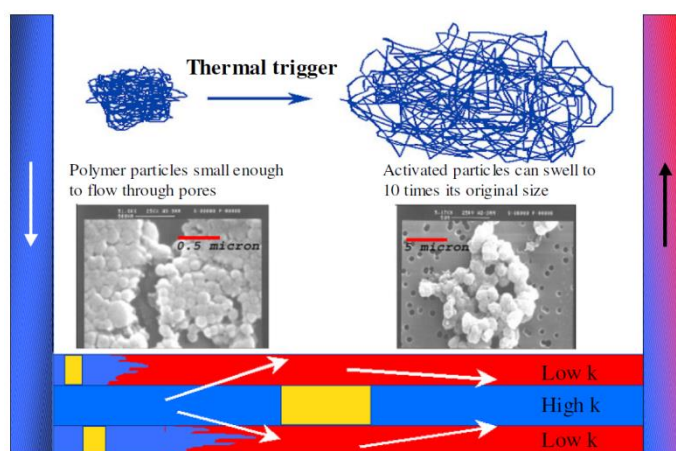 Thermal trigger
Polymer particles small enough
to flow through pores
Activated particles can swell to
10 times its original size
0.5 micron
5 micron
Low k
High k
Low k